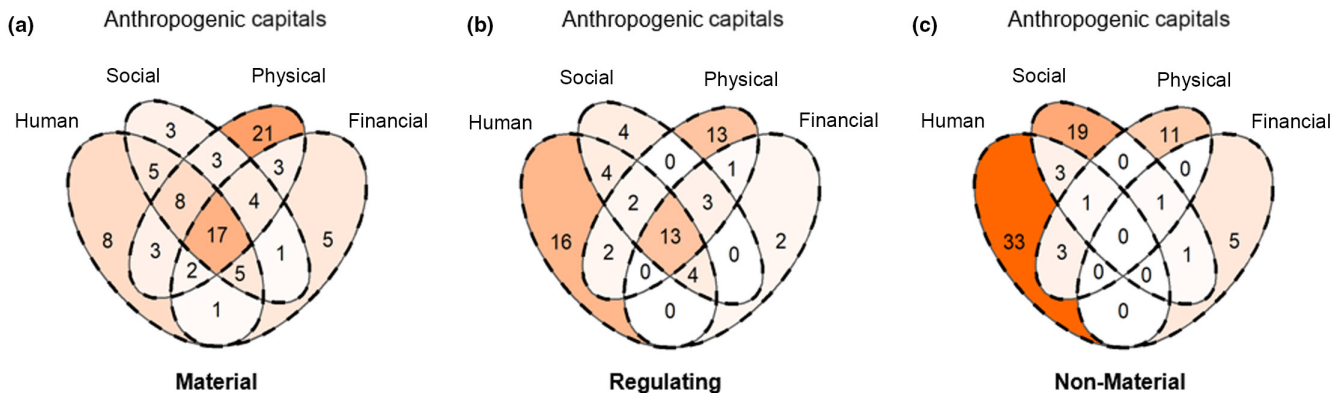 (a) Anthropogenic capitals
Social Physical
Human Financial
3 21
5 3 3
8 4
8 17 5
3 1
2 5
1
Material
(b) Anthropogenic capitals
Social Physical
Human Financial
4 13
4 0 1
2 3
16 13 2
2 0
0 4
0
Regulating
(c) Anthropogenic capitals
Social Physical
Human Financial
19 11
3 0 0
1 1
33 0 5
3 1
0 0
0
Non-Material